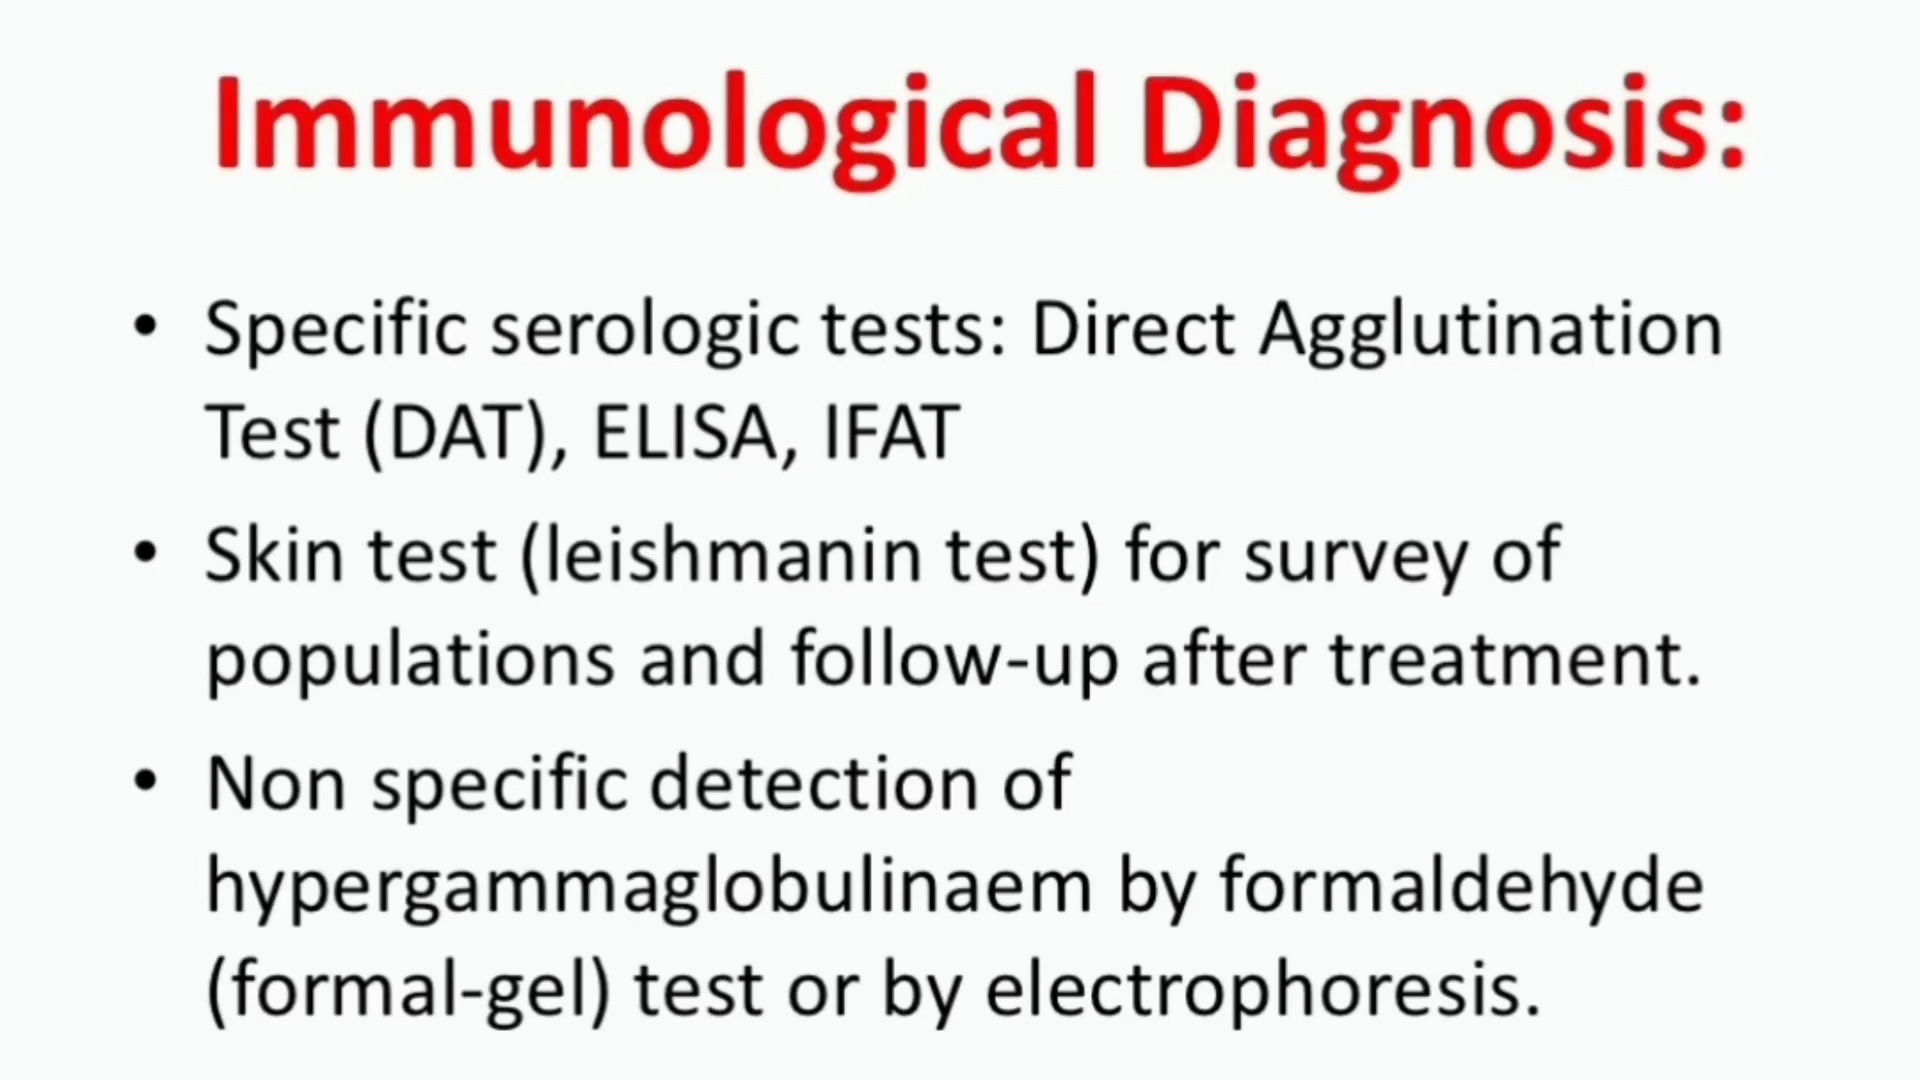 Immunological Diagnosis:
• Specific serologic tests: Direct Agglutination
Test (DAT), ELISA, IFAT
• Skin test (leishmanin test) for survey of
populations and follow-up after treatment.
• Non specific detection of
hypergammaglobulinaem by formaldehyde
(formal-gel) test or by electrophoresis.